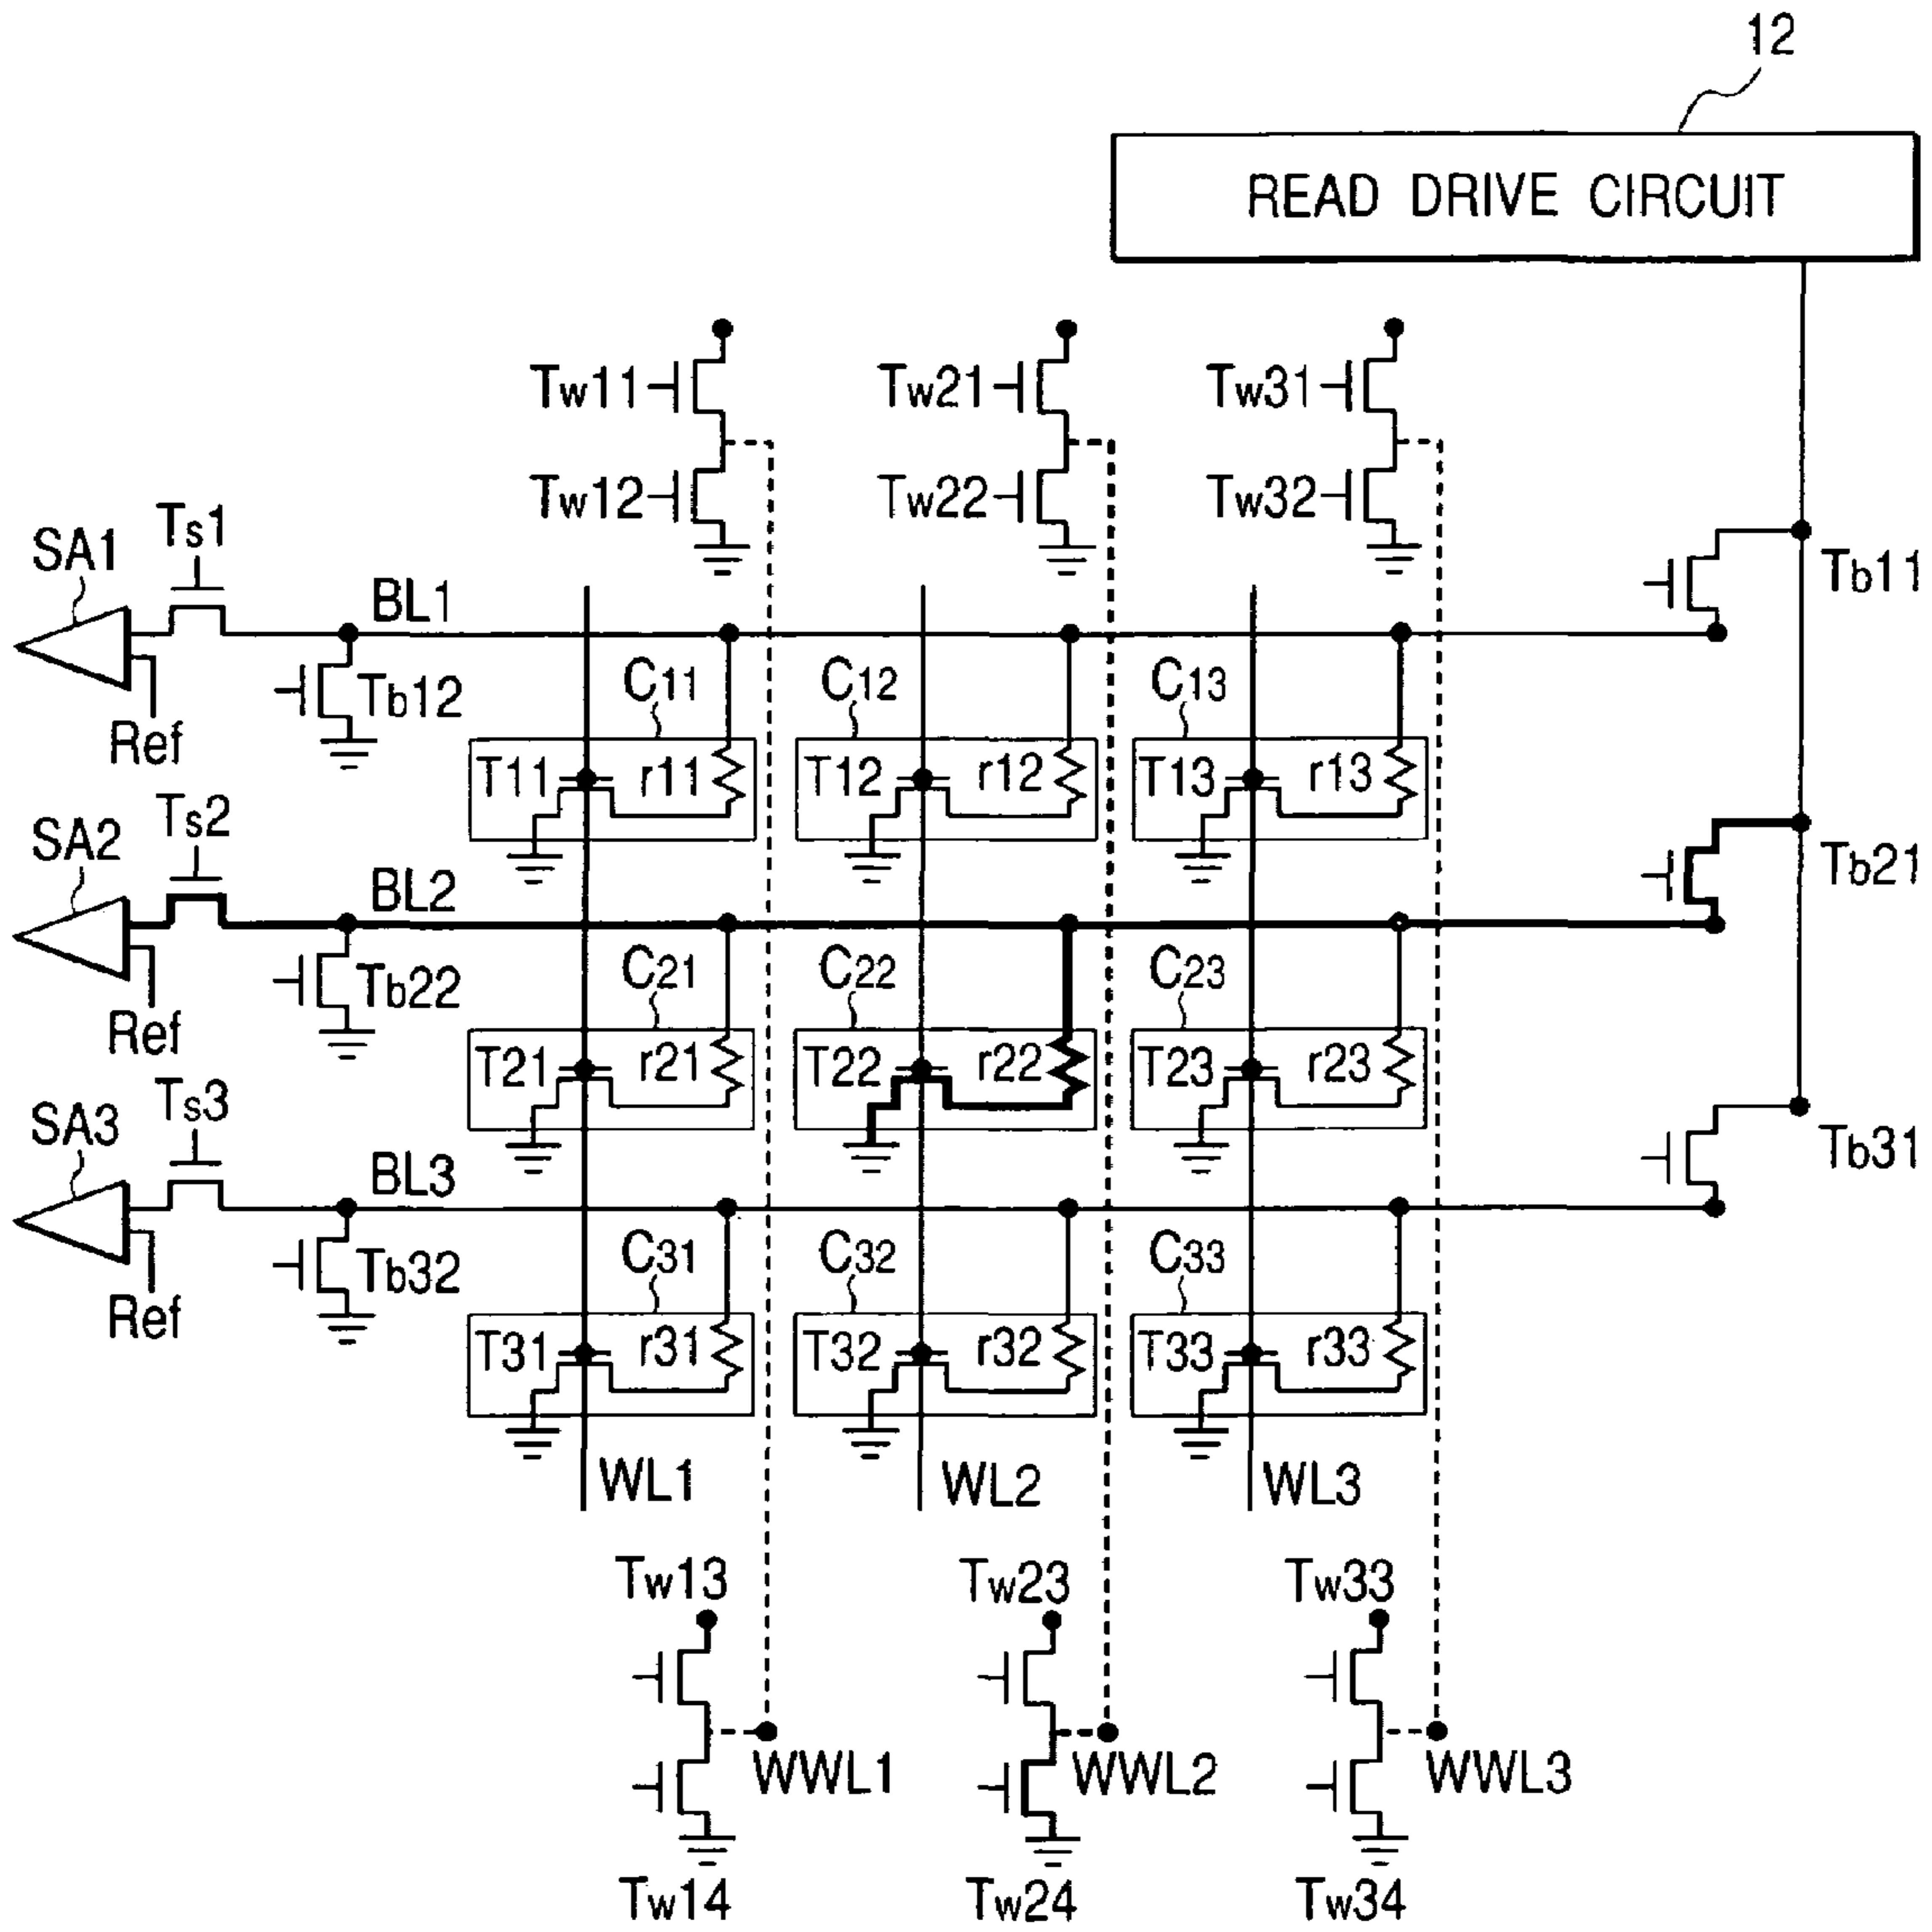 12
READ DRIVE CIRCUIT
Tw11 Tw21 Tw31
Tw12 Tw22 Tw32
SA1 Ts1 BL1 Tb11
Ref Tb12 C11 C12 C13
T11 r11 T12 r12 T13 r13
SA2 Ts2 BL2 Tb21
Ref Tb22 C21 C22 C23
T21 r21 T22 r22 T23 r23
SA3 Ts3 BL3 Tb31
Ref Tb32 C31 C32 C33
T31 r31 T32 r32 T33 r33
WL1 WL2 WL3
Tw13 Tw23 Tw33
WWL1 WWL2 WWL3
Tw14 Tw24 Tw34